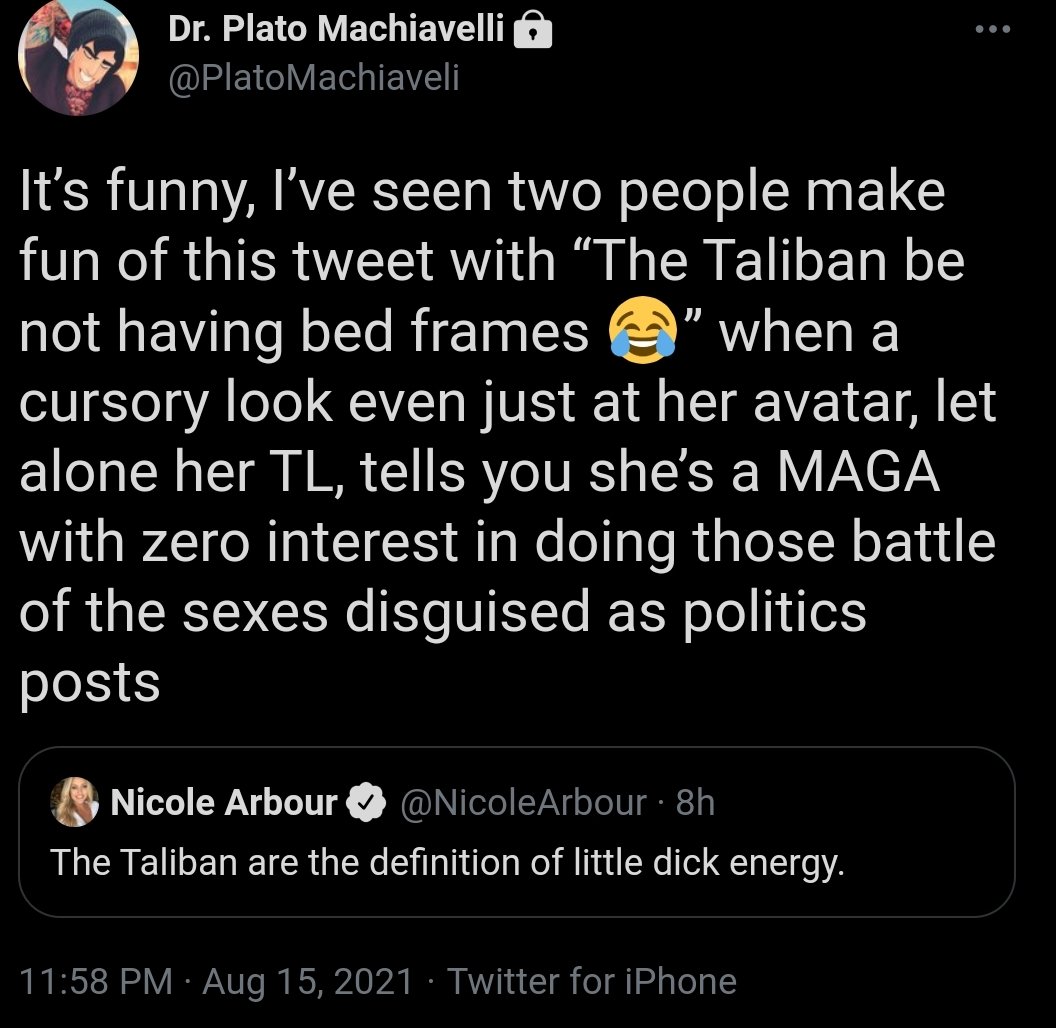 Dr. Plato Machiavelli
@PlatoMachiaveli
It’s funny, I’ve seen two people make
fun of this tweet with “The Taliban be
not having bed frames 😂” when a
cursory look even just at her avatar, let
alone her TL, tells you she’s a MAGA
with zero interest in doing those battle
of the sexes disguised as politics
posts
Nicole Arbour @NicoleArbour · 8h
The Taliban are the definition of little dick energy.
11:58 PM · Aug 15, 2021 · Twitter for iPhone